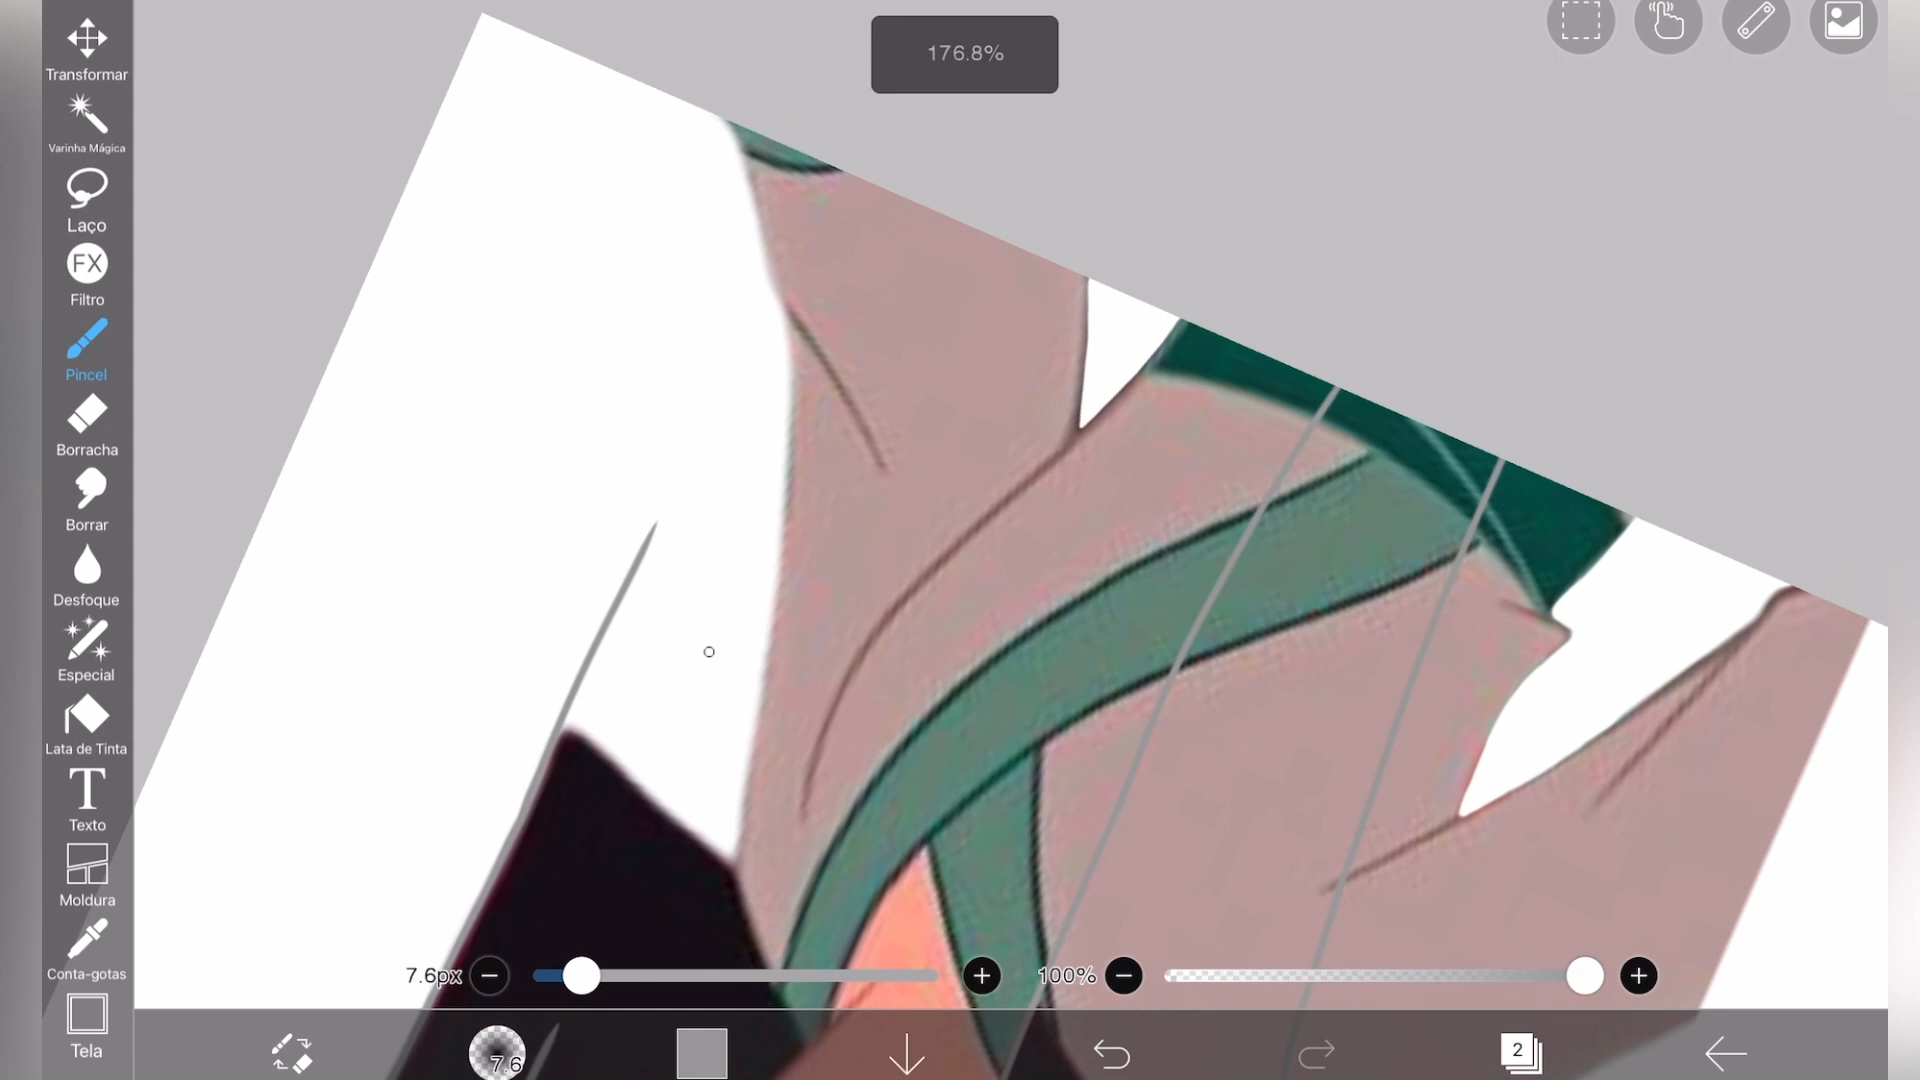 176.8%
Transformar
Varinha Mágica
Laço
FX
Filtro
Pincel
Borracha
Borrar
Desfoque
Especial
Lata de Tinta
T
Texto
Moldura
Conta-gotas
Tela
7.6px
100%
7.6
2